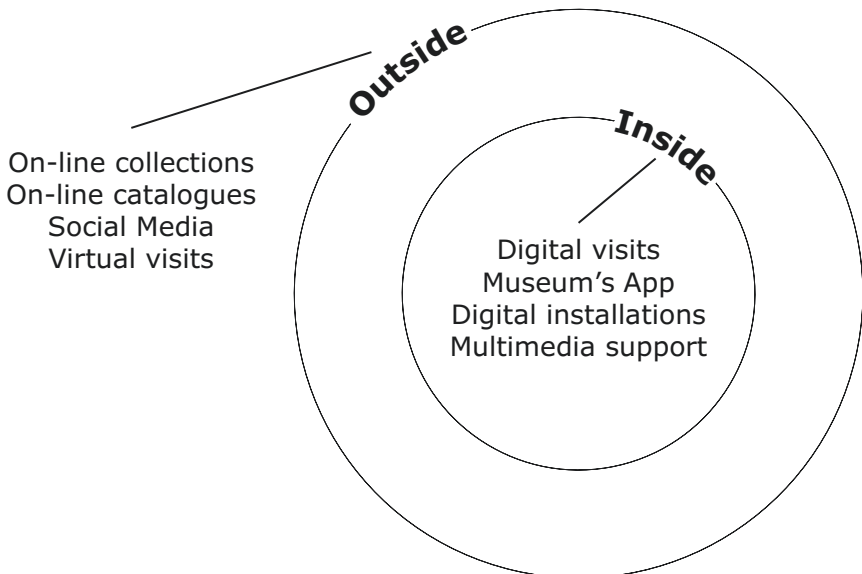 Outside
Inside
On-line collections
On-line catalogues
Social Media
Virtual visits
Digital visits
Museum's App
Digital installations
Multimedia support